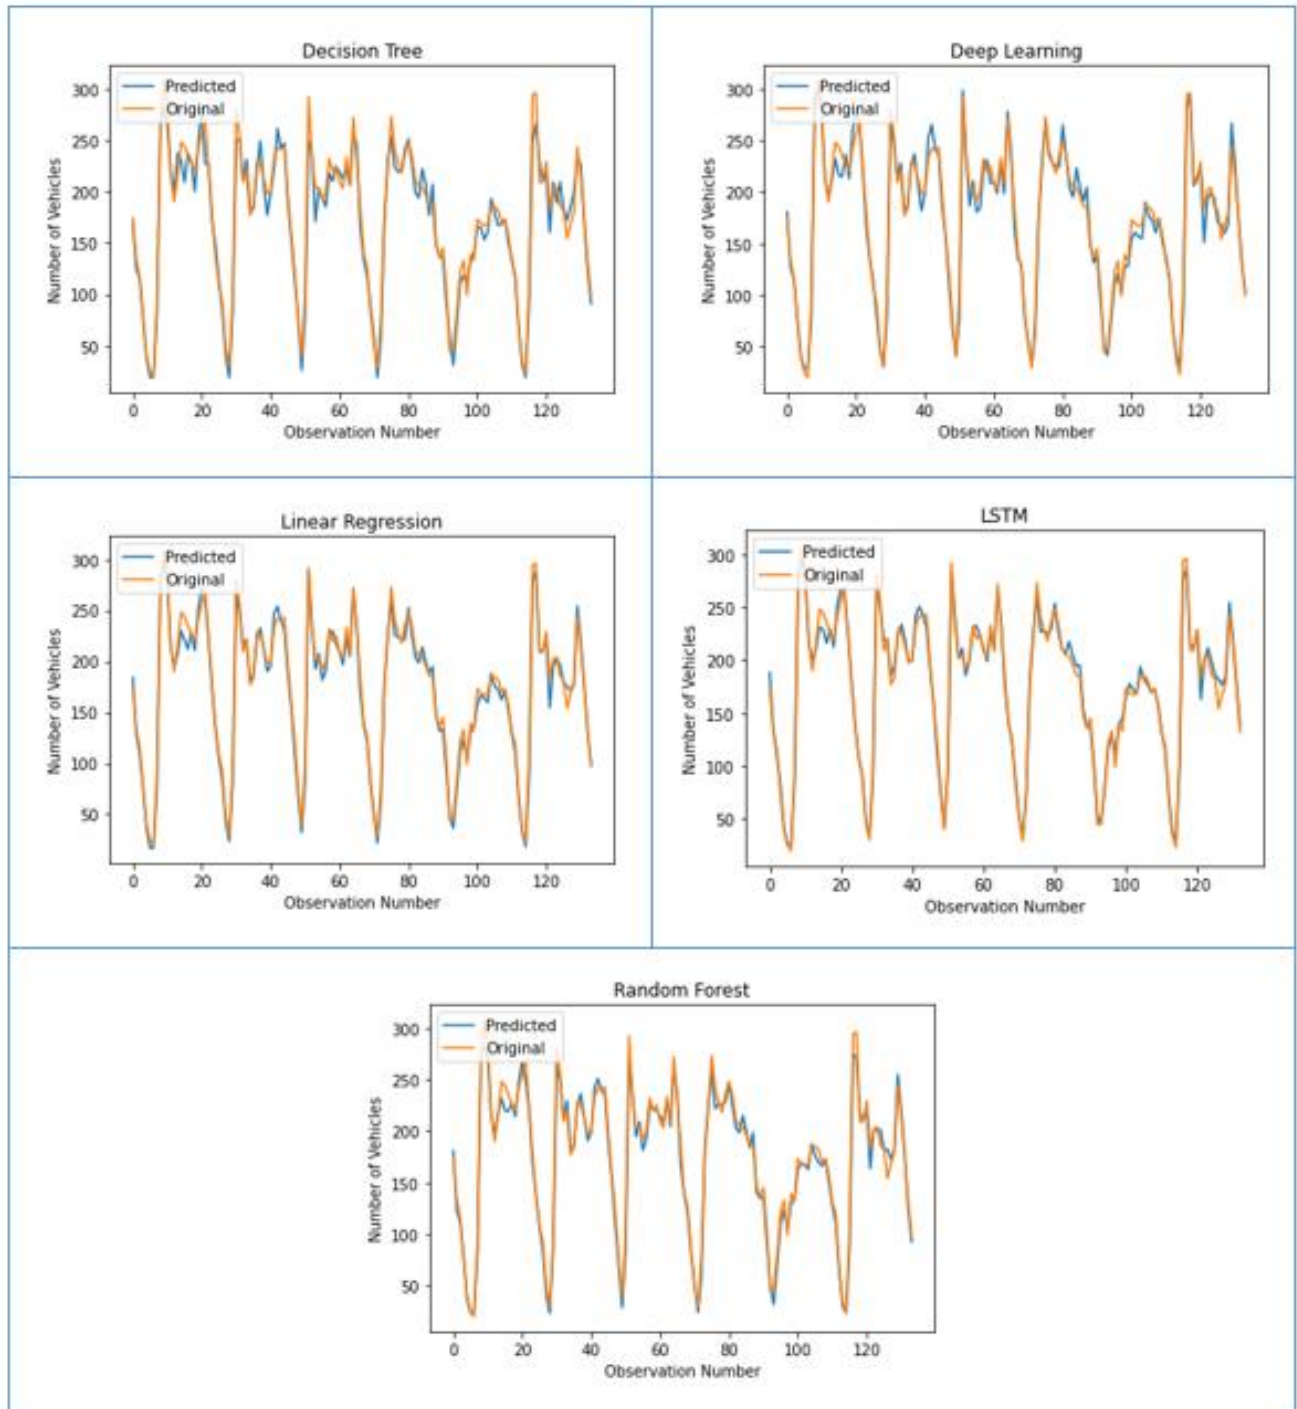 Decision Tree
Predicted
Original
Number of Vehicles
300
250
200
150
100
50
0 20 40 60 80 100 120
Observation Number
Deep Learning
Predicted
Original
Number of Vehicles
300
250
200
150
100
50
0 20 40 60 80 100 120
Observation Number
Linear Regression
Predicted
Original
Number of Vehicles
300
250
200
150
100
50
0 20 40 60 80 100 120
Observation Number
LSTM
Predicted
Original
Number of Vehicles
300
250
200
150
100
50
0 20 40 60 80 100 120
Observation Number
Random Forest
Predicted
Original
Number of Vehicles
300
250
200
150
100
50
0 20 40 60 80 100 120
Observation Number